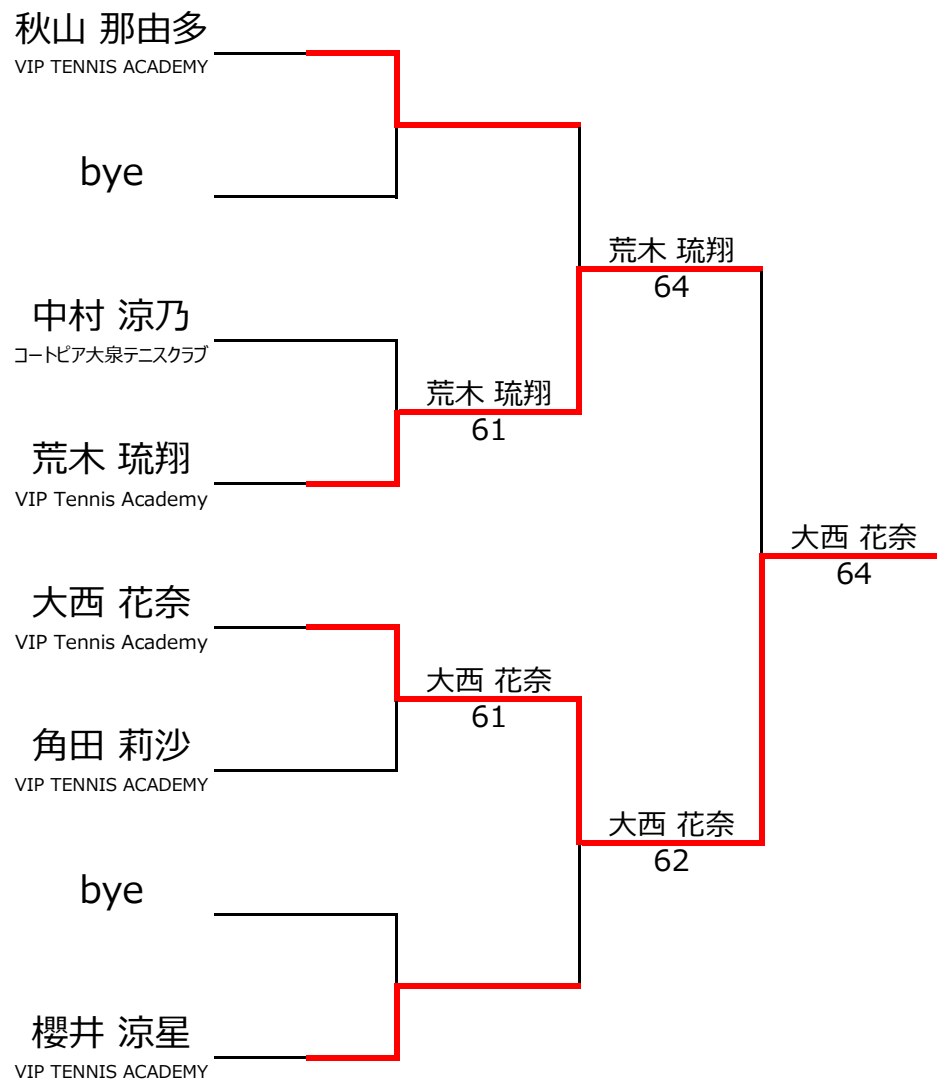 秋山 那由多
VIP TENNIS ACADEMY
bye
中村 涼乃
コートピア大泉テニスクラブ
荒木 琉翔
VIP Tennis Academy
大西 花奈
VIP Tennis Academy
角田 莉沙
VIP TENNIS ACADEMY
bye
櫻井 涼星
VIP TENNIS ACADEMY
荒木 琉翔
61
大西 花奈
61
荒木 琉翔
64
大西 花奈
62
大西 花奈
64